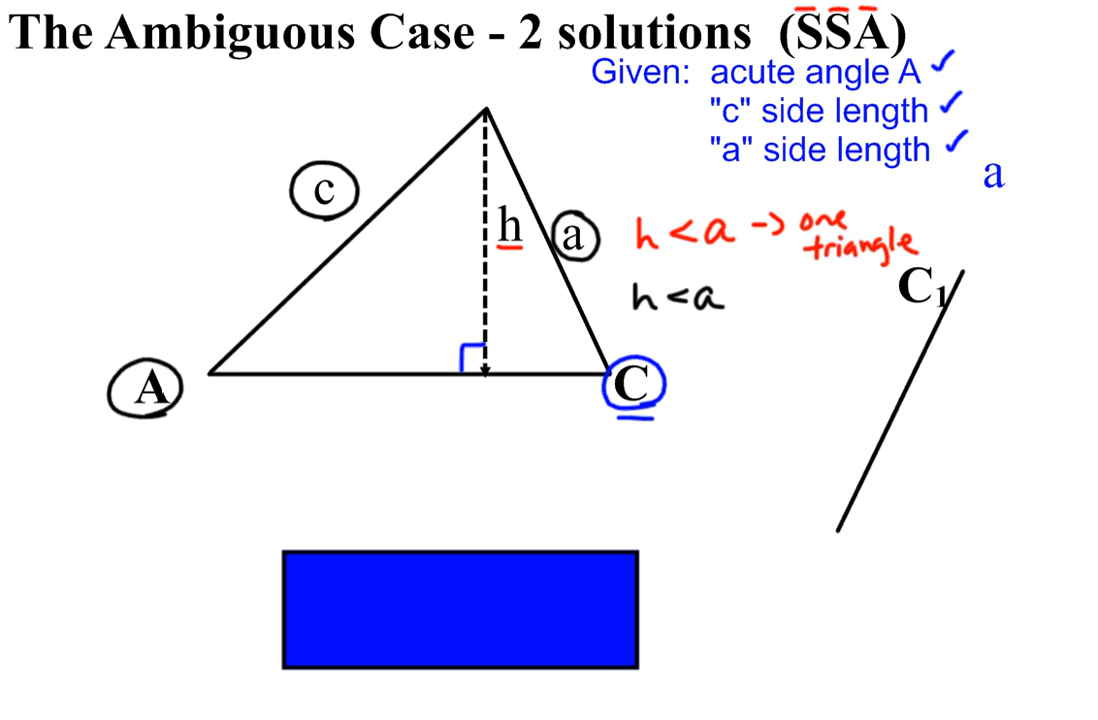 The Ambiguous Case - 2 solutions (SSA)
Given: acute angle A
"c" side length
"a" side length
a
c
h
a
h < a -> one
triangle
h < a
C₁
A
C